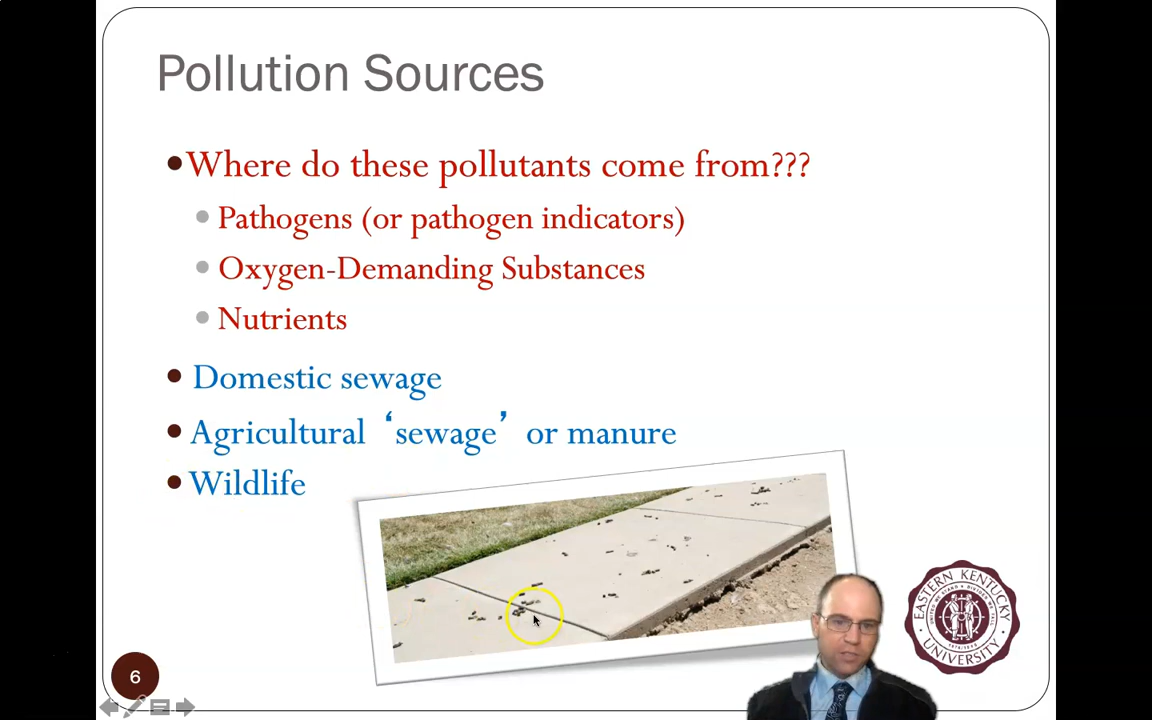 Pollution Sources
Where do these pollutants come from???
Pathogens (or pathogen indicators)
Oxygen-Demanding Substances
Nutrients
Domestic sewage
Agricultural ‘sewage’ or manure
Wildlife
EASTERN KENTUCKY
UNIVERSITY
6